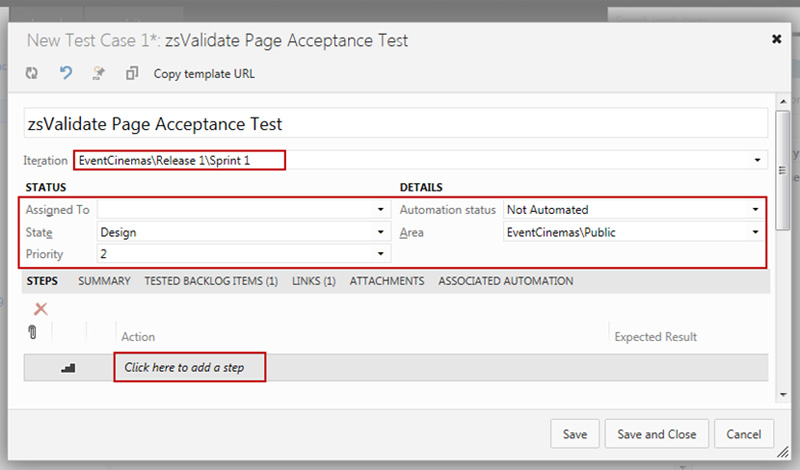 New Test Case 1*: zsValidate Page Acceptance Test
Copy template URL
zsValidate Page Acceptance Test
Iteration EventCinemas\Release 1\Sprint 1
STATUS DETAILS
Assigned To Automation status Not Automated
State Design Area EventCinemas\Public
Priority 2
STEPS SUMMARY TESTED BACKLOG ITEMS (1) LINKS (1) ATTACHMENTS ASSOCIATED AUTOMATION
Action Expected Result
Click here to add a step
Save Save and Close Cancel